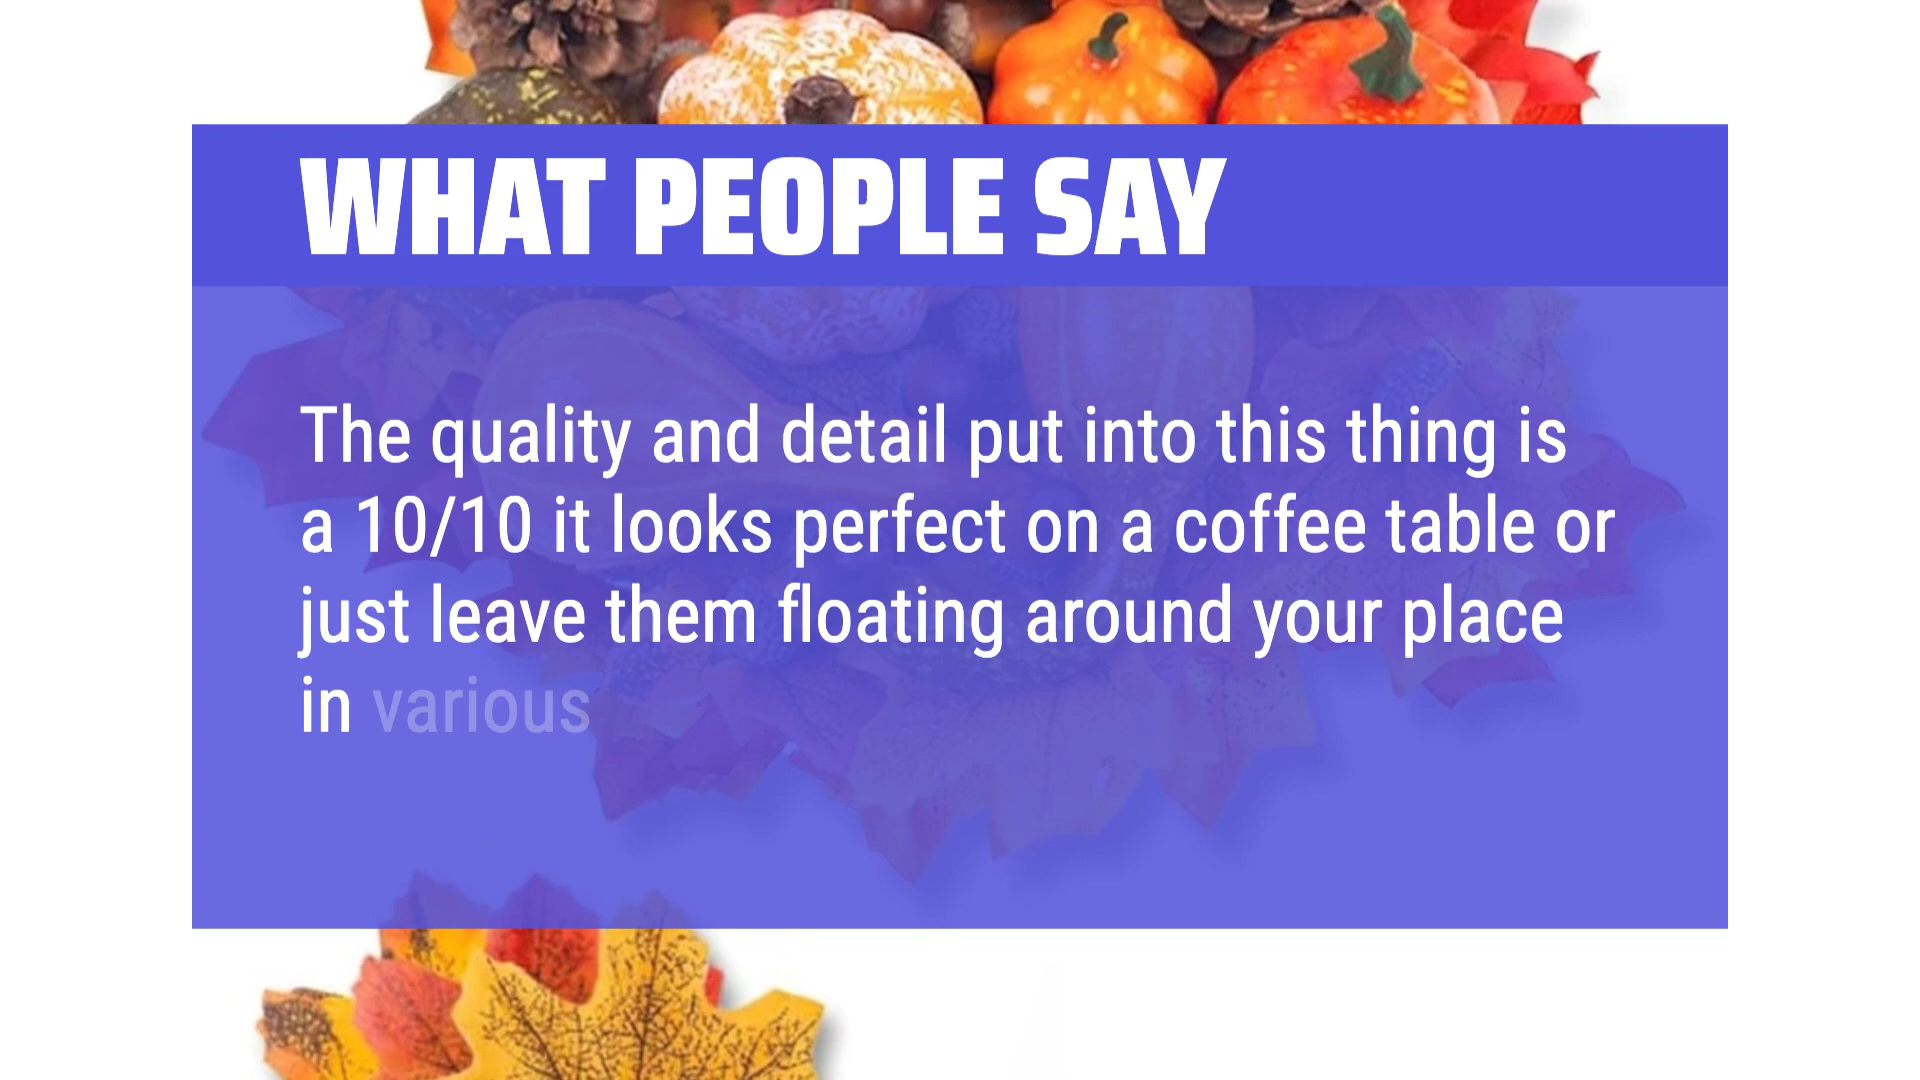 WHAT PEOPLE SAY
The quality and detail put into this thing is
a 10/10 it looks perfect on a coffee table or
just leave them floating around your place
in various